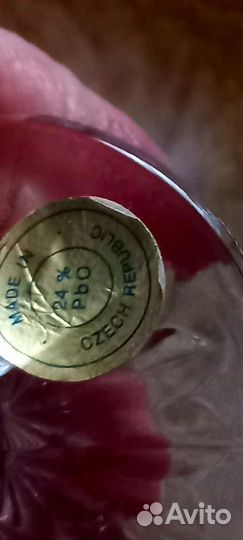 MADE IN
24 %
PbO
CZECH REPUBLIC
Avito